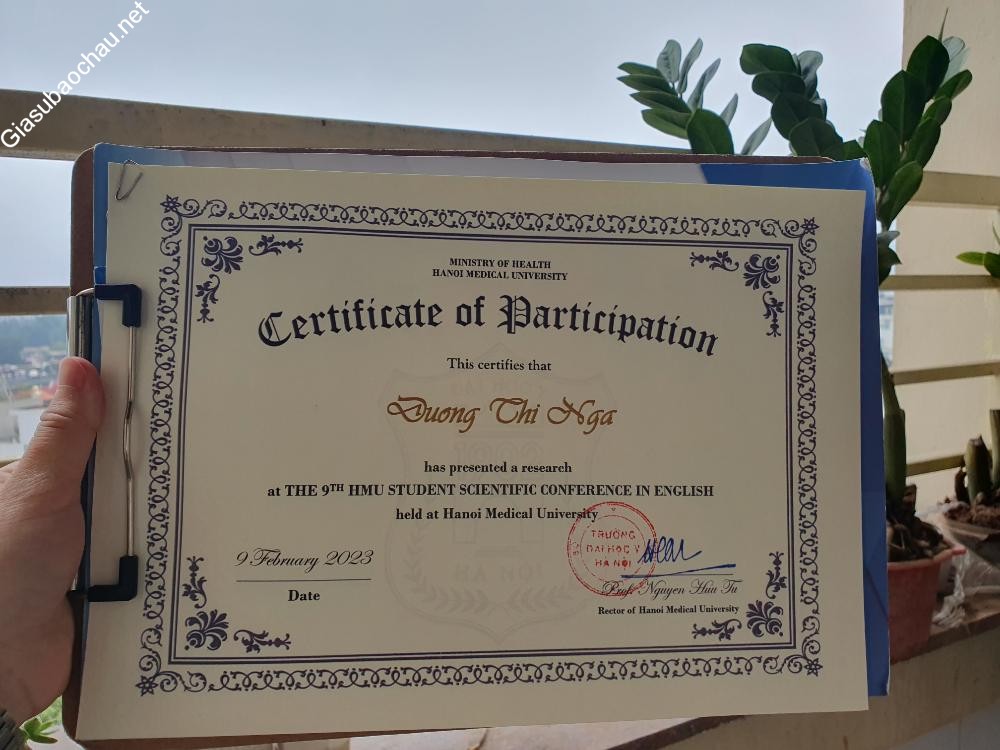 Giasubaochau.net
MINISTRY OF HEALTH
HANOI MEDICAL UNIVERSITY
Certificate of Participation
This certifies that
Duong Thi Nga
has presented a research
at THE 9TH HMU STUDENT SCIENTIFIC CONFERENCE IN ENGLISH
held at Hanoi Medical University
TRƯỜNG
ĐẠI HỌC Y
HÀ NỘI
9 February 2023
Date
Prof. Nguyen Huu Tu
Rector of Hanoi Medical University